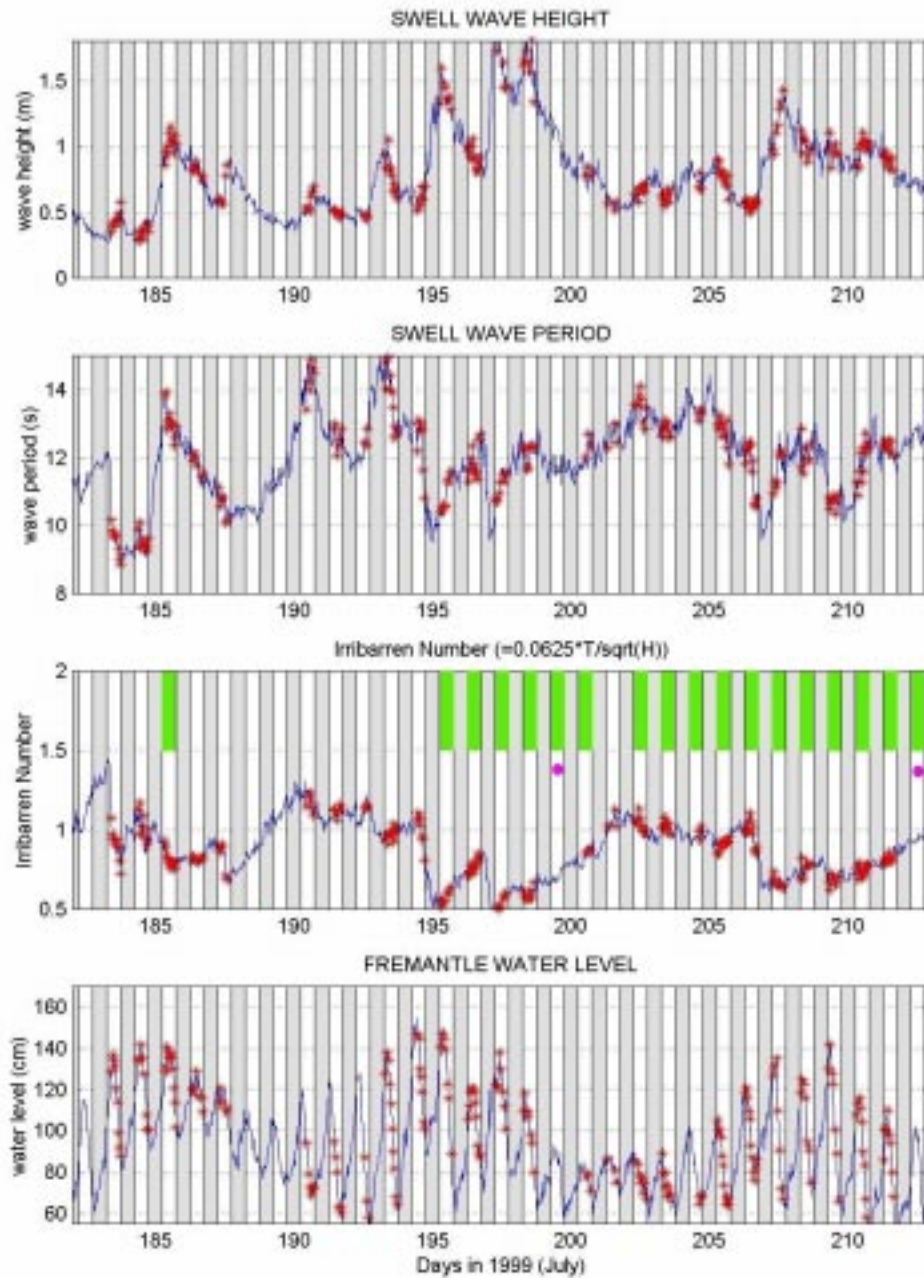 SWELL WAVE HEIGHT
wave height (m)
1.5
1
0.5
0
185 190 195 200 205 210
SWELL WAVE PERIOD
wave period (s)
14
12
10
8
185 190 195 200 205 210
Irribarren Number (=0.0625*T/sqrt(H))
Irribarren Number
2
1.5
1
0.5
185 190 195 200 205 210
FREMANTLE WATER LEVEL
water level (cm)
160
140
120
100
80
60
185 190 195 200 205 210
Days in 1999 (July)